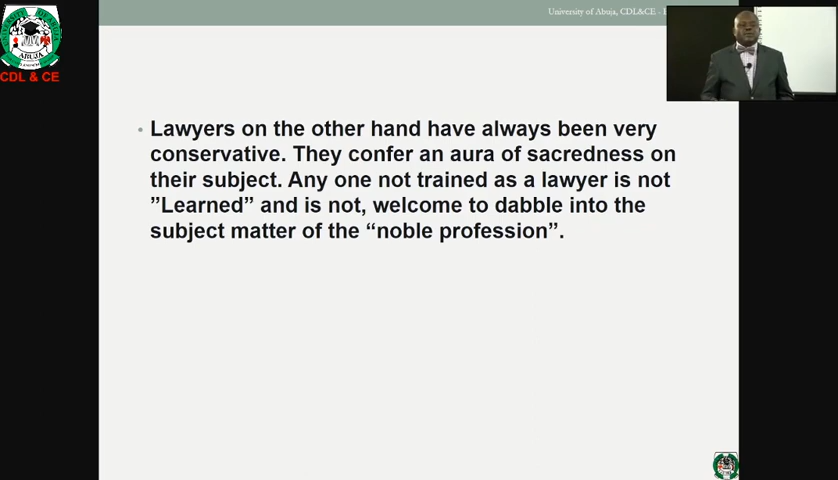 University of Abuja, CDL&CE -
ABUJA
CDL & CE
Lawyers on the other hand have always been very
conservative. They confer an aura of sacredness on
their subject. Any one not trained as a lawyer is not
”Learned” and is not, welcome to dabble into the
subject matter of the “noble profession”.